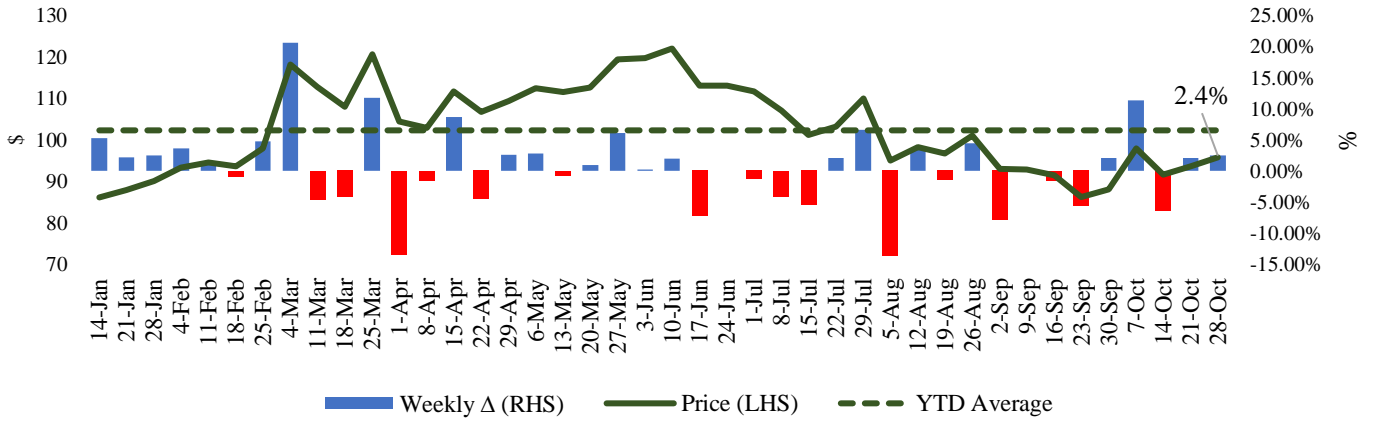 130
120
110
100
90
80
70
$
25.00%
20.00%
15.00%
10.00%
5.00%
0.00%
-5.00%
-10.00%
-15.00%
%
2.4%
14-Jan
21-Jan
28-Jan
4-Feb
11-Feb
18-Feb
25-Feb
4-Mar
11-Mar
18-Mar
25-Mar
1-Apr
8-Apr
15-Apr
22-Apr
29-Apr
6-May
13-May
20-May
27-May
3-Jun
10-Jun
17-Jun
24-Jun
1-Jul
8-Jul
15-Jul
22-Jul
29-Jul
5-Aug
12-Aug
19-Aug
26-Aug
2-Sep
9-Sep
16-Sep
23-Sep
30-Sep
7-Oct
14-Oct
21-Oct
28-Oct
Weekly Δ (RHS)
Price (LHS)
YTD Average